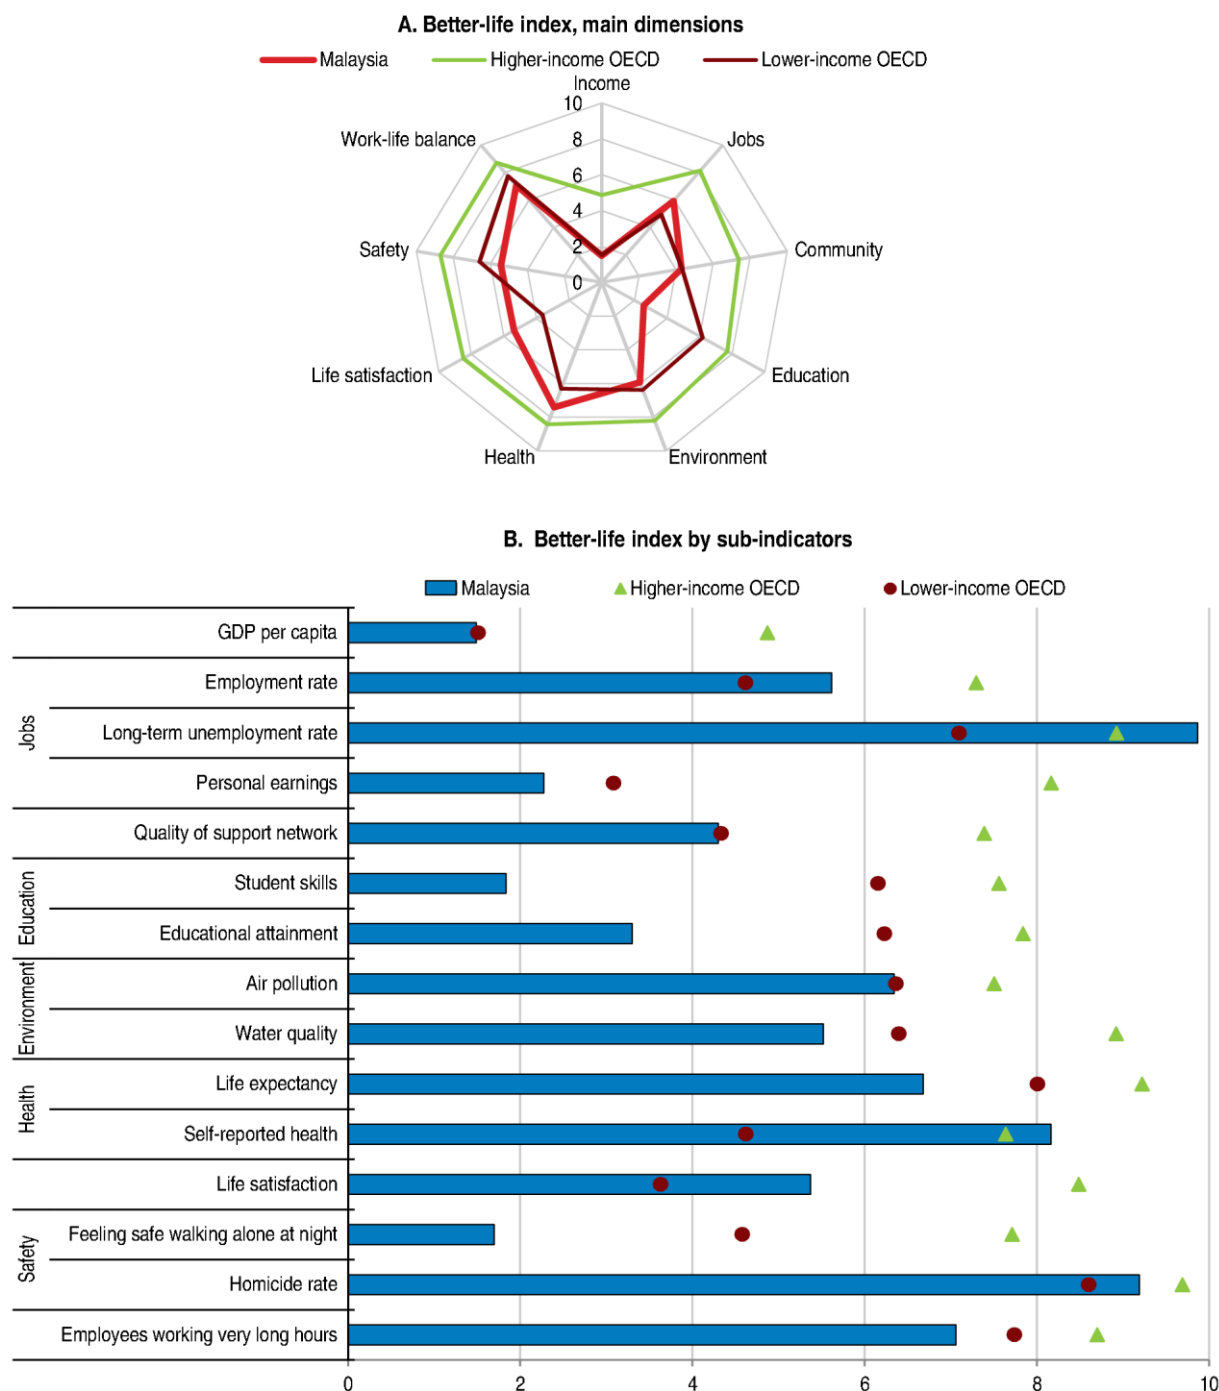 A. Better-life index, main dimensions
Malaysia Higher-income OECD Lower-income OECD
Income
10
Work-life balance 8 Jobs
6
4
Safety 2 Community
0
Life satisfaction Education
Health Environment
B. Better-life index by sub-indicators
Malaysia Higher-income OECD Lower-income OECD
GDP per capita
Jobs
Employment rate
Long-term unemployment rate
Personal earnings
Quality of support network
Education
Student skills
Educational attainment
Environment
Air pollution
Water quality
Health
Life expectancy
Self-reported health
Life satisfaction
Safety
Feeling safe walking alone at night
Homicide rate
Employees working very long hours
0 2 4 6 8 10